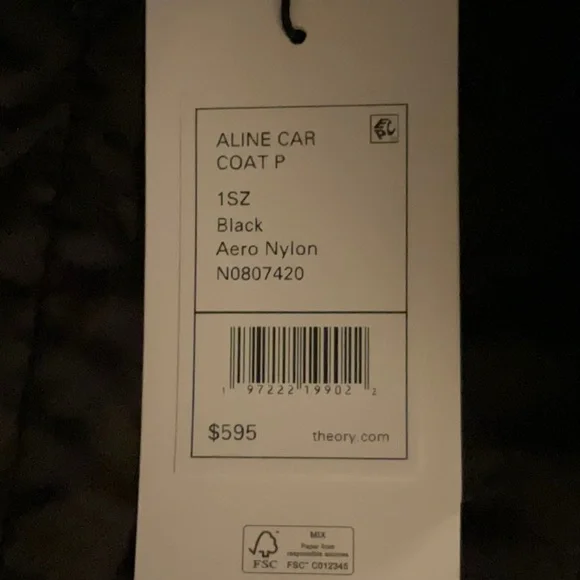 ALINE CAR
COAT P
1SZ
Black
Aero Nylon
N0807420
1 97222 19902 2
$595
theory.com
MIX
Paper from
responsible sources
FSC
FSC™ C012345